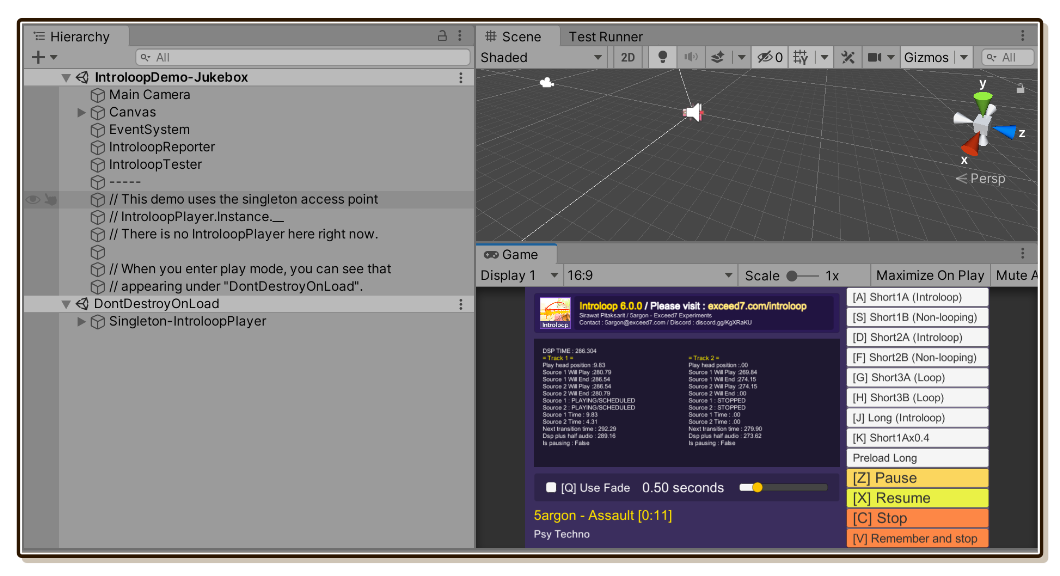 Hierarchy
All
IntroloopDemo-Jukebox
Main Camera
Canvas
EventSystem
IntroloopReporter
IntroloopTester
-----
// This demo uses the singleton access point
// IntroloopPlayer.Instance.__
// There is no IntroloopPlayer here right now.
// When you enter play mode, you can see that
// appearing under "DontDestroyOnLoad".
DontDestroyOnLoad
Singleton-IntroloopPlayer
Scene Test Runner
Shaded 2D 0 Gizmos All
y
z
x
Persp
Game
Display 1 16:9 Scale 1x Maximize On Play Mute A
Introloop
Introloop 6.0.0 / Please visit : exceed7.com/introloop
Sirawat Pitaksarit / 5argon - Exceed7 Experiments
Contact : 5argon@exceed7.com / Discord : discord.gg/KgXRaKU
DSP TIME : 286.304
= Track 1 =
Play head position :9.83
Source 1 Will Play :280.79
Source 1 Will End :286.54
Source 2 Will Play :286.54
Source 2 Will End :280.79
Source 1 : PLAYING/SCHEDULED
Source 2 : PLAYING/SCHEDULED
Source 1 Time : 9.83
Source 2 Time : 4.31
Next transition time : 292.29
Dsp plus half audio : 289.16
Is pausing : False
= Track 2 =
Play head position :.00
Source 1 Will Play :269.84
Source 1 Will End :274.15
Source 2 Will Play :274.15
Source 2 Will End :.00
Source 1 : STOPPED
Source 2 : STOPPED
Source 1 Time : .00
Source 2 Time : .00
Next transition time : 279.90
Dsp plus half audio : 273.62
Is pausing : False
[Q] Use Fade 0.50 seconds
5argon - Assault [0:11]
Psy Techno
[A] Short1A (Introloop)
[S] Short1B (Non-looping)
[D] Short2A (Introloop)
[F] Short2B (Non-looping)
[G] Short3A (Loop)
[H] Short3B (Loop)
[J] Long (Introloop)
[K] Short1Ax0.4
Preload Long
[Z] Pause
[X] Resume
[C] Stop
[V] Remember and stop